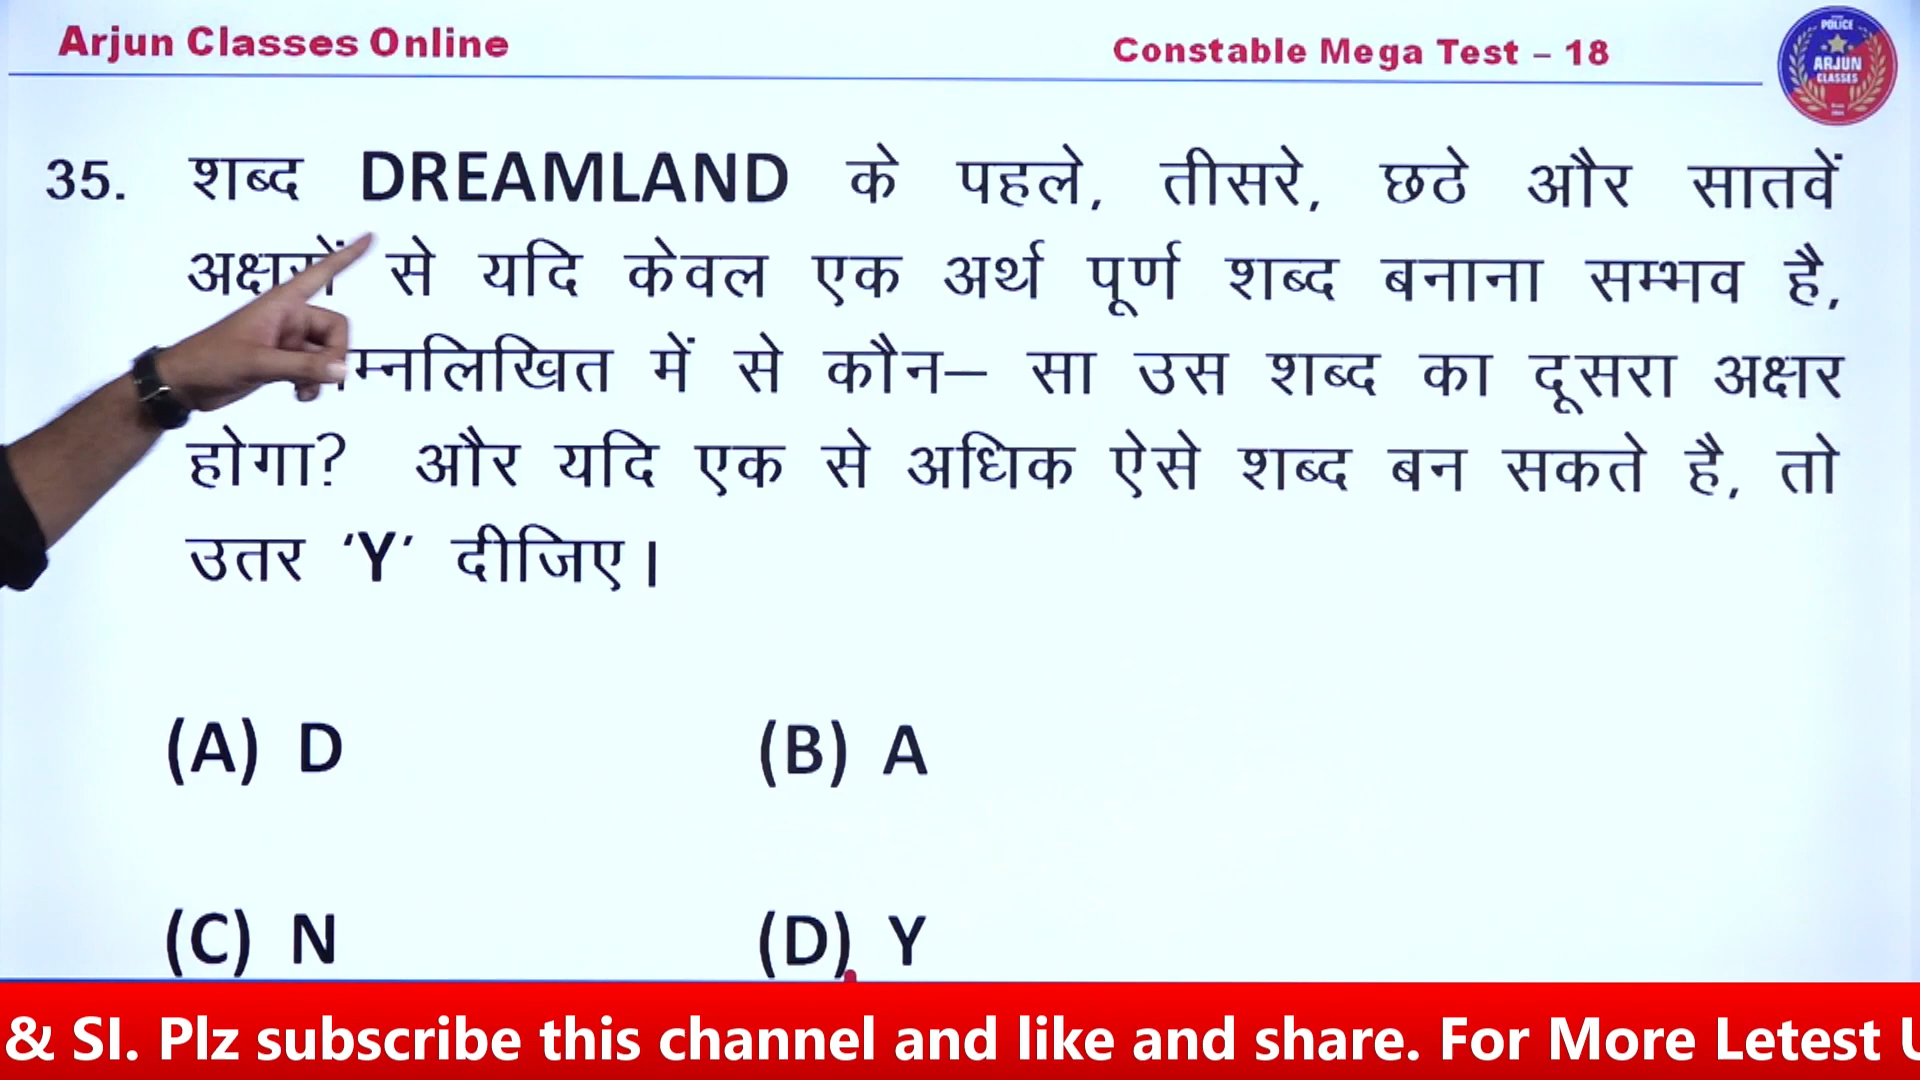 Arjun Classes Online
Constable Mega Test – 18
POLICE
ARJUN
CLASSES
35. शब्द DREAMLAND के पहले, तीसरे, छठे और सातवें
से यदि केवल एक अर्थ पूर्ण शब्द बनाना सम्भव है,
में से कौन– सा उस शब्द का दूसरा अक्षर
होगा? और यदि एक से अधिक ऐसे शब्द बन सकते है, तो
उतर ‘Y’ दीजिए।
(A) D
(B) A
(C) N
(D) Y
& SI. Plz subscribe this channel and like and share. For More Letest